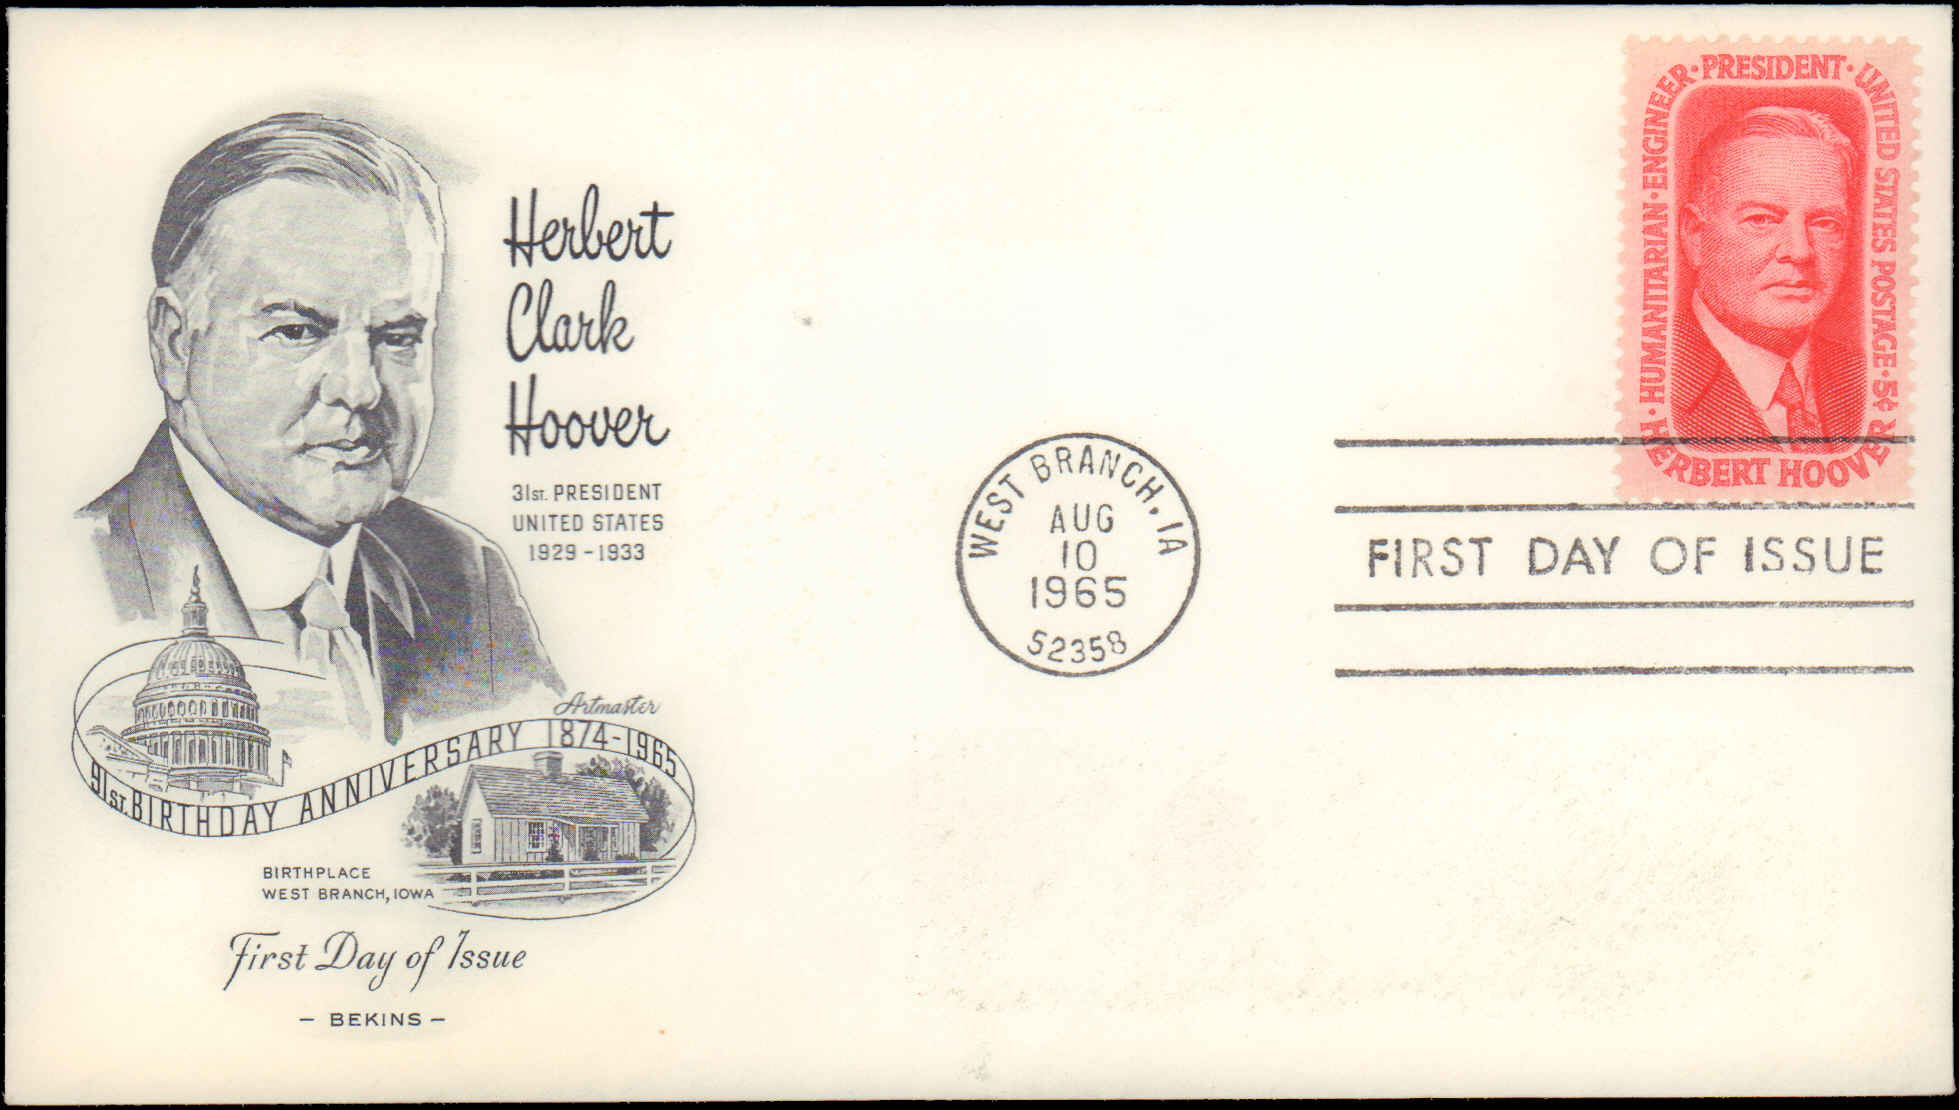 Herbert
Clark
Hoover
31ST. PRESIDENT
UNITED STATES
1929 - 1933
Artmaster
91ST. BIRTHDAY ANNIVERSARY 1874-1965
BIRTHPLACE
WEST BRANCH, IOWA
First Day of Issue
- BEKINS -
WEST BRANCH, IA
AUG
10
1965
52358
HUMANITARIAN · ENGINEER · PRESIDENT · UNITED STATES POSTAGE · 5¢
HERBERT HOOVER
FIRST DAY OF ISSUE